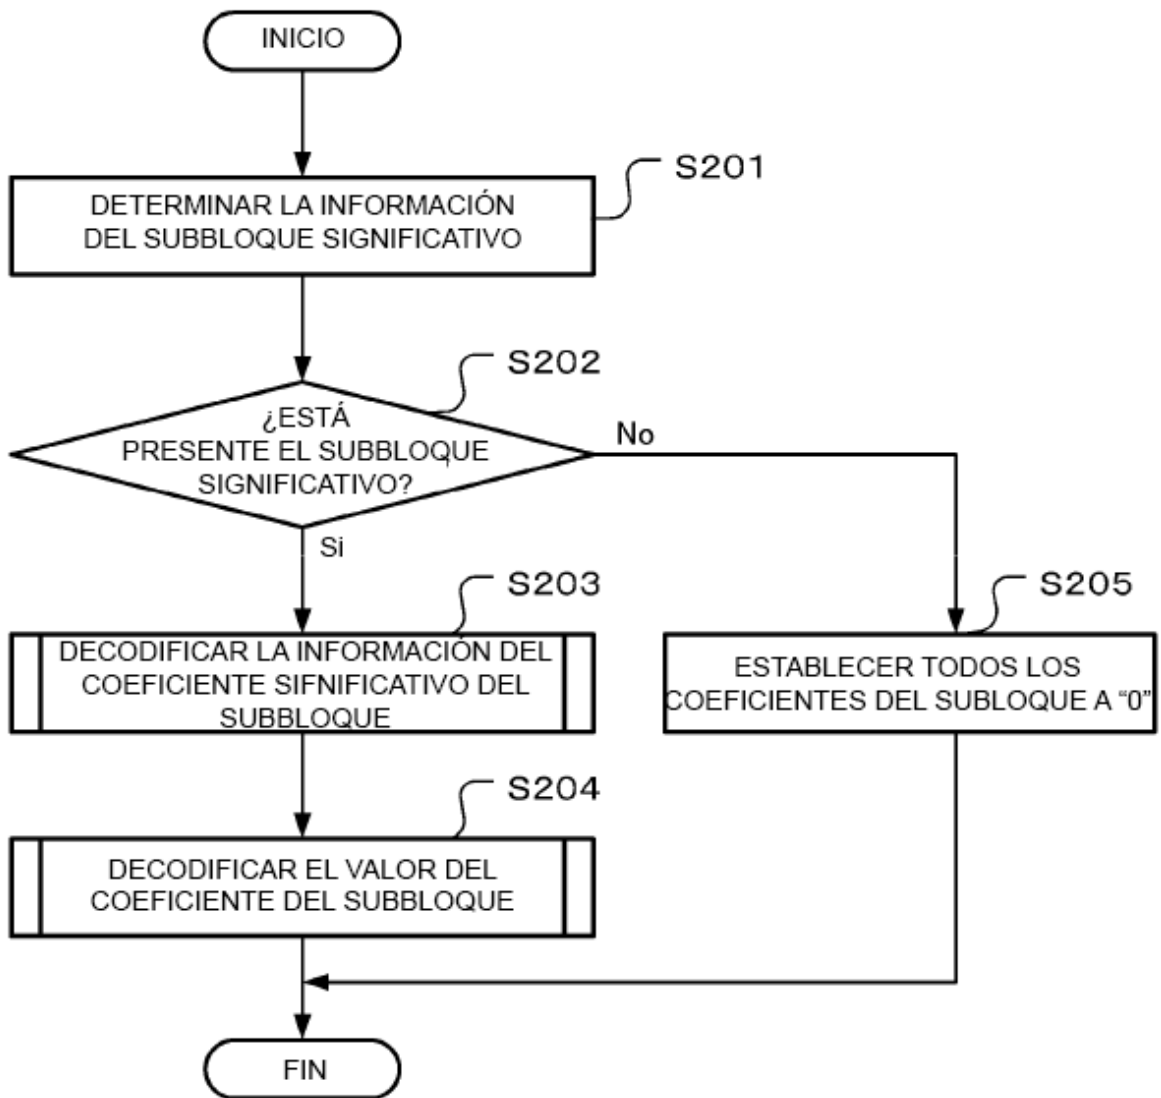 INICIO
S201
DETERMINAR LA INFORMACIÓN
DEL SUBBLOQUE SIGNIFICATIVO
S202
¿ESTÁ
PRESENTE EL SUBBLOQUE
SIGNIFICATIVO?
No
Si
S203
DECODIFICAR LA INFORMACIÓN DEL
COEFICIENTE SIFNIFICATIVO DEL
SUBBLOQUE
S205
ESTABLECER TODOS LOS
COEFICIENTES DEL SUBLOQUE A “0”
S204
DECODIFICAR EL VALOR DEL
COEFICIENTE DEL SUBBLOQUE
FIN